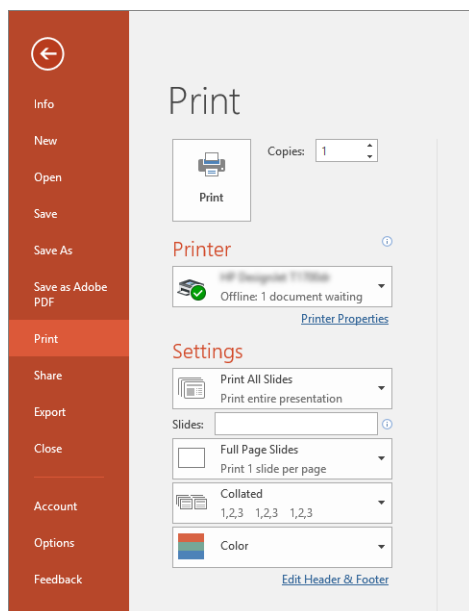 Info
New
Open
Save
Save As
Save as Adobe
PDF
Print
Share
Export
Close
Account
Options
Feedback
Print
Copies: 1
Print
Printer
Offline: 1 document waiting
Printer Properties
Settings
Print All Slides
Print entire presentation
Slides:
Full Page Slides
Print 1 slide per page
Collated
1,2,3 1,2,3 1,2,3
Color
Edit Header & Footer